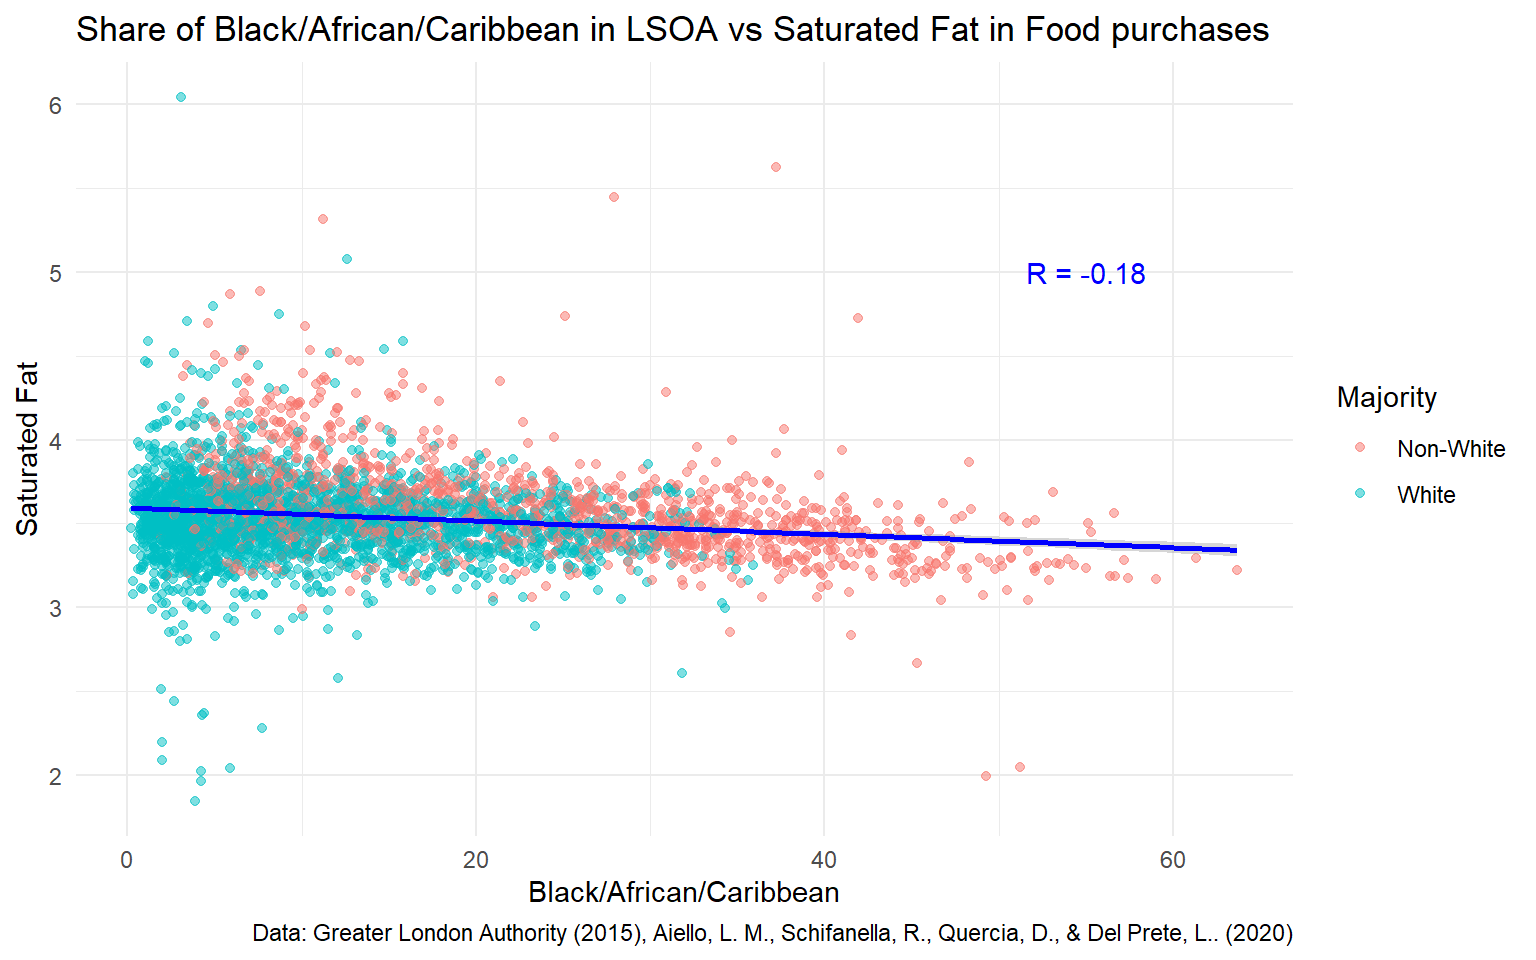 Share of Black/African/Caribbean in LSOA vs Saturated Fat in Food purchases
6
5
4
3
2
Saturated Fat
R = -0.18
Majority
Non-White
White
0 20 40 60
Black/African/Caribbean
Data: Greater London Authority (2015), Aiello, L. M., Schifanella, R., Quercia, D., & Del Prete, L.. (2020)